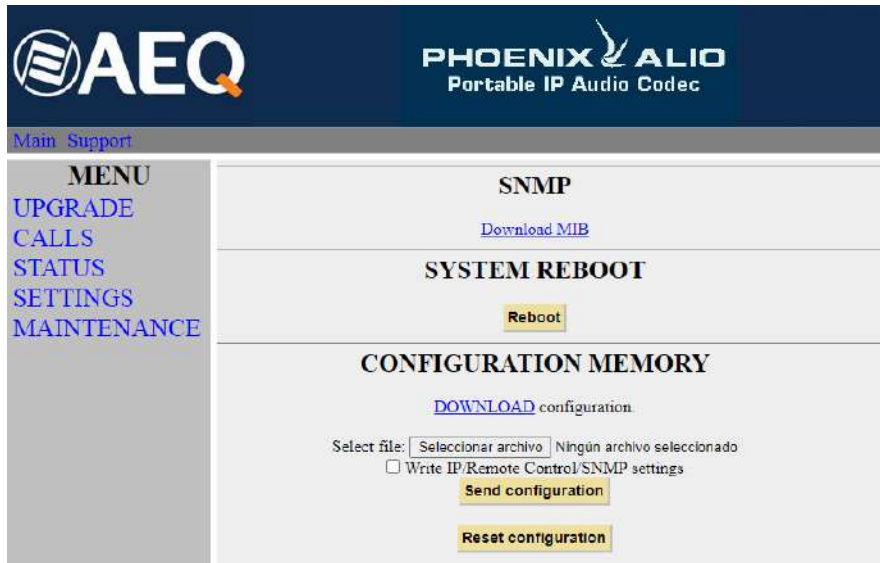 AEQ
PHOENIX ALIO
Portable IP Audio Codec
Main Support
MENU
UPGRADE
CALLS
STATUS
SETTINGS
MAINTENANCE
SNMP
Download MIB
SYSTEM REBOOT
Reboot
CONFIGURATION MEMORY
DOWNLOAD configuration.
Select file: Seleccionar archivo Ningún archivo seleccionado
Write IP/Remote Control/SNMP settings
Send configuration
Reset configuration